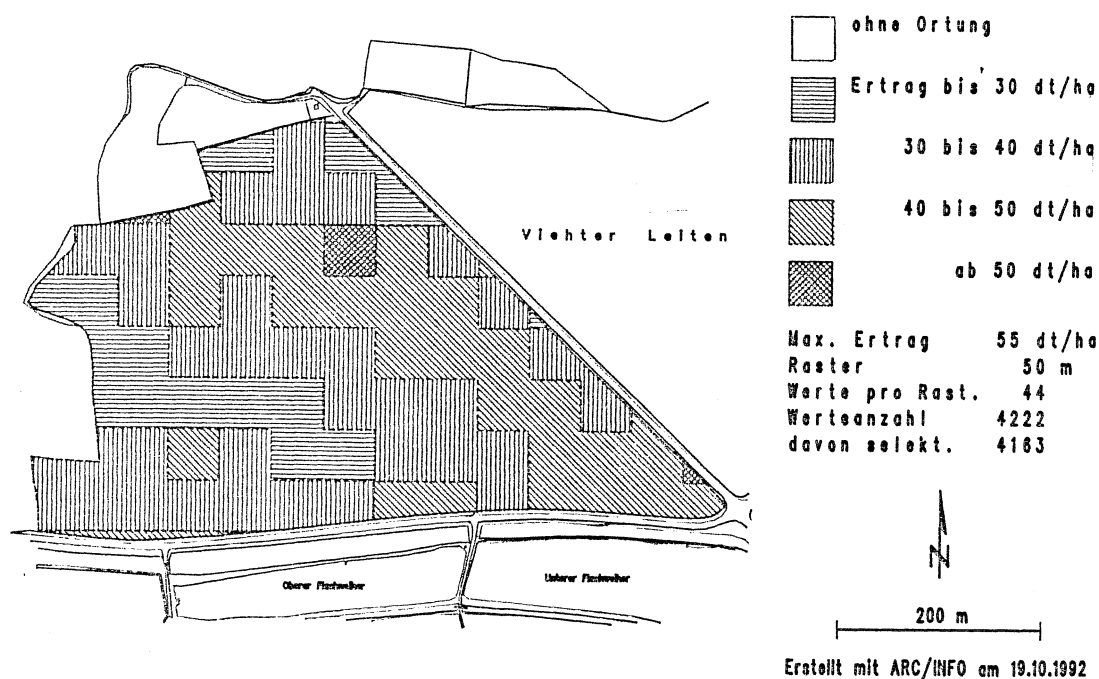 ohne Ortung
Ertrag bis 30 dt/ha
30 bis 40 dt/ha
40 bis 50 dt/ha
ab 50 dt/ha
Viehter Leiten
Max. Ertrag 55 dt/ha
Raster 50 m
Werte pro Rast. 44
Werteanzahl 4222
davon selekt. 4163
N
200 m
Oberer Fischweiher
Unterer Fischweiher
Erstellt mit ARC/INFO am 19.10.1992